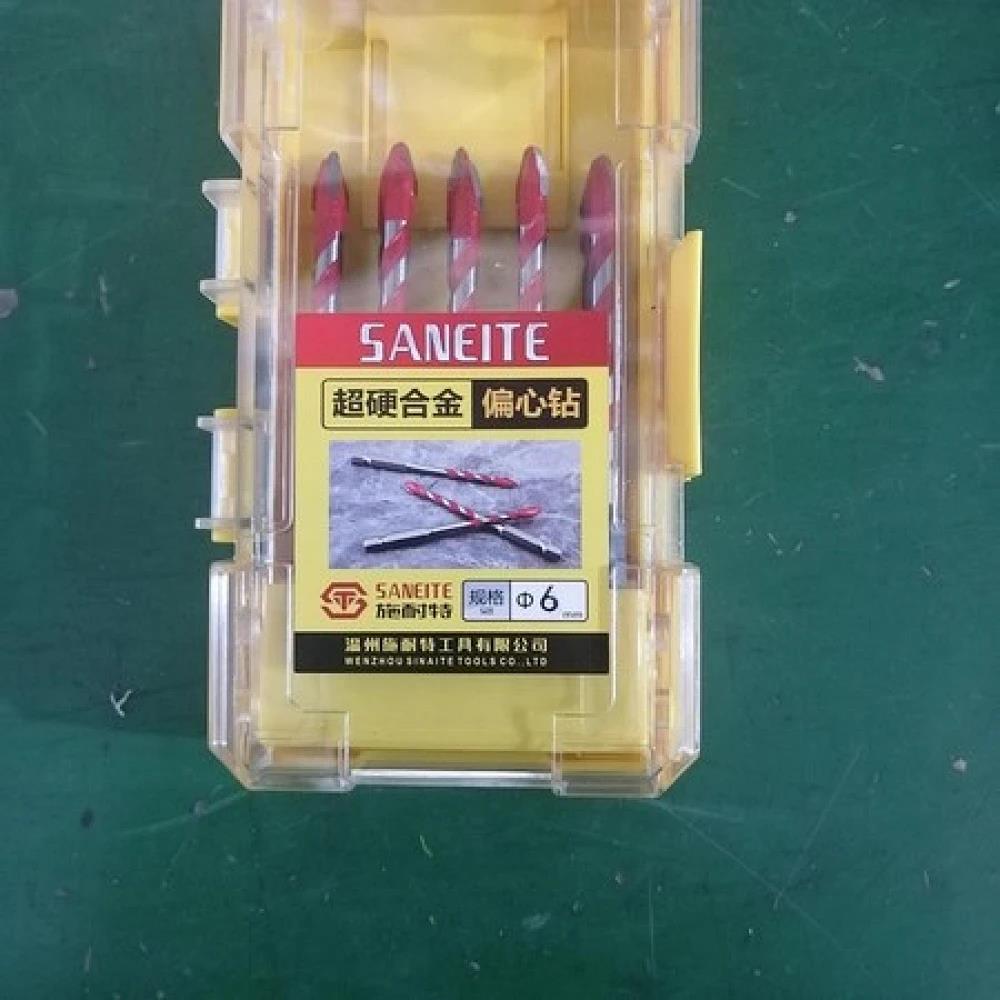 SANEITE
超硬合金 偏心钻
SANEITE
施耐特
规格 Φ6 mm
温州施耐特工具有限公司
WENZHOU SINAITE TOOLS CO.,LTD